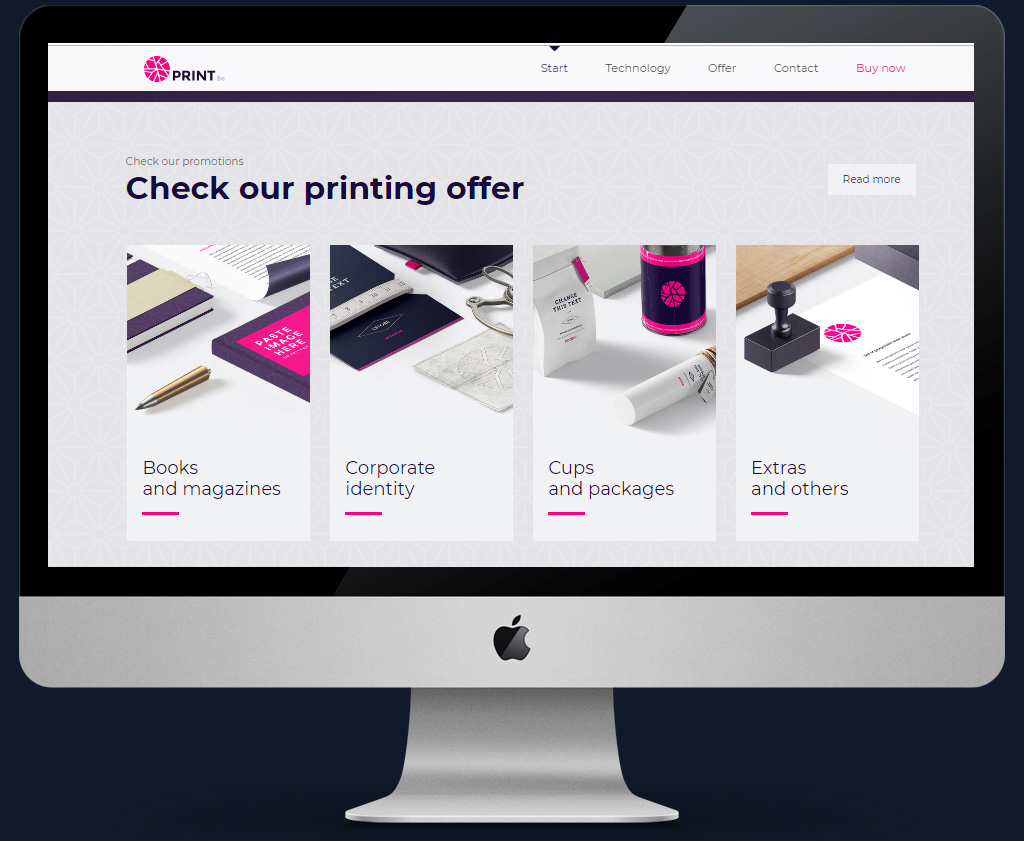 PRINT Be
Start
Technology
Offer
Contact
Buy now
Check our promotions
Check our printing offer
Read more
PASTE
IMAGE
HERE
CHANGE
THIS TEXT
Books
and magazines
Corporate
identity
Cups
and packages
Extras
and others